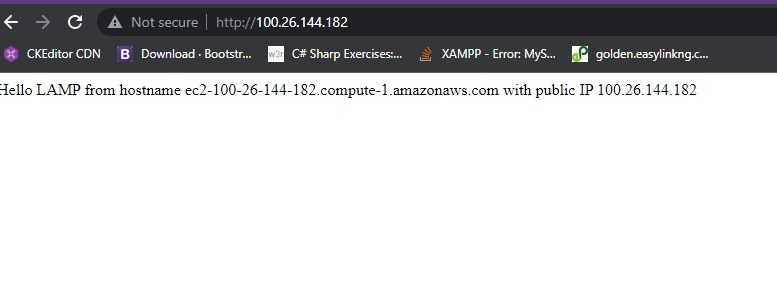 Not secure http://100.26.144.182
CKEditor CDN Download · Bootstr... w3r C# Sharp Exercises:... XAMPP - Error: MyS... golden.easylinkng.c...
Hello LAMP from hostname ec2-100-26-144-182.compute-1.amazonaws.com with public IP 100.26.144.182